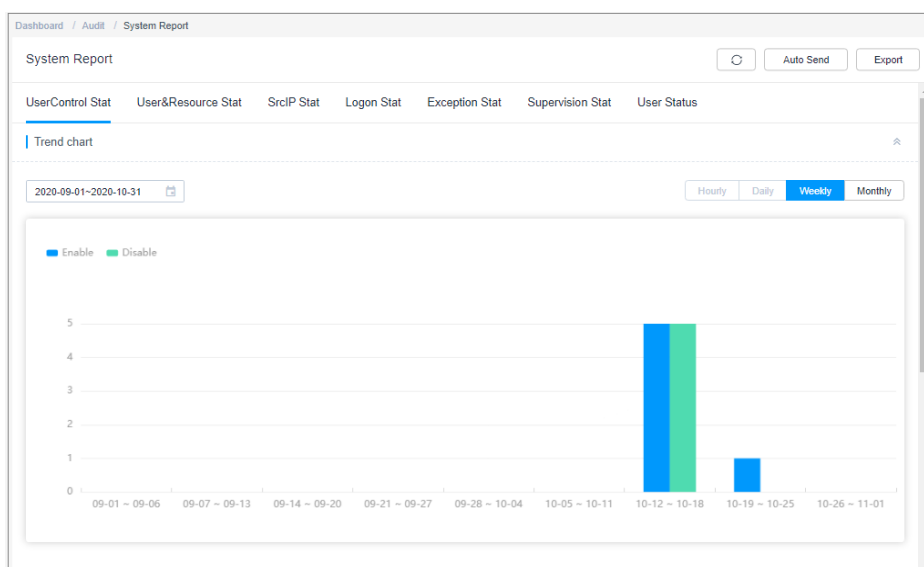 Dashboard / Audit / System Report
System Report
Auto Send
Export
UserControl Stat User&Resource Stat SrcIP Stat Logon Stat Exception Stat Supervision Stat User Status
Trend chart
2020-09-01~2020-10-31
Hourly Daily Weekly Monthly
Enable Disable
5
4
3
2
1
0
09-01 ~ 09-06 09-07 ~ 09-13 09-14 ~ 09-20 09-21 ~ 09-27 09-28 ~ 10-04 10-05 ~ 10-11 10-12 ~ 10-18 10-19 ~ 10-25 10-26 ~ 11-01